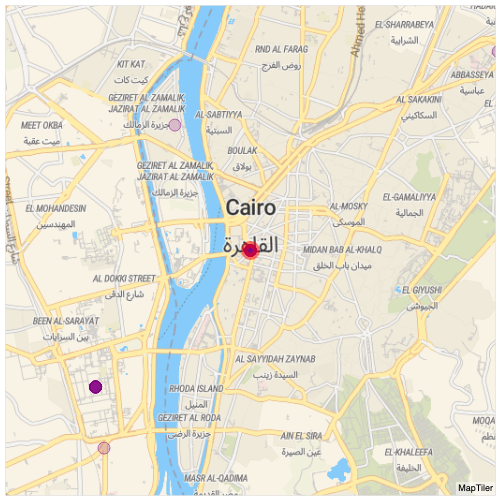 EL-SHARRABEYA
الشرابية
RND AL FARAG
روض الفرج
KIT KAT
كيت كات
ABBASSEYA
عباسية
GEZIRET AL ZAMALIK,
JAZIRAT AL ZAMALIK
جزيرة الزمالك
AL SAKAKINI
السكاكيني
AL-SABTIYYA
السبتية
MEET OKBA
ميت عقبة
BOULAK
بولاق
GEZIRET AL ZAMALIK,
JAZIRAT AL ZAMALIK
جزيرة الزمالك
EL-GAMALIYYA
الجمالية
Cairo
القاهرة
AL-MOSKY
الموسكى
EL MOHANDESIN
المهندسين
MIDAN BAB AL-KHALQ
ميدان باب الخلق
AL DOKKI STREET
شارع الدقى
EL GIYUSHI
الجيوشى
BEEN AL-SARAYAT
بين السرايات
AL SAYYIDAH ZAYNAB
السيدة زينب
RHODA ISLAND
المنيل
GEZIRET AL RODA
جزيرة الرضى
AIN EL SIRA
عين الصيرة
EL-KHALEEFA
الخليفة
MASR AL-QADIMA
MapTiler